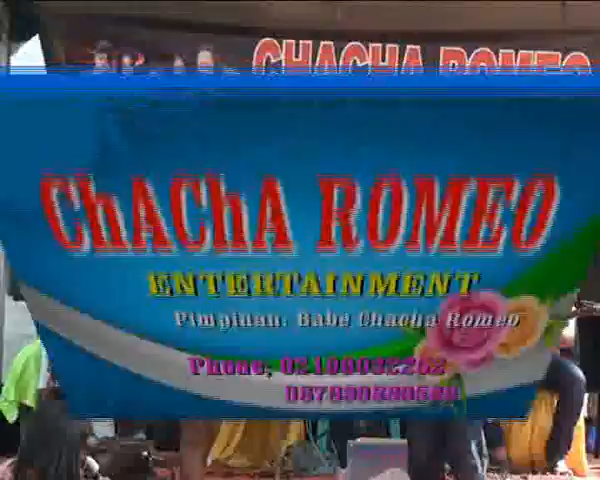 CHACHA ROMEO
ChAChA ROMEO
ENTERTAINMENT
Pimpinan: Babe Chacha Romeo
Phone;